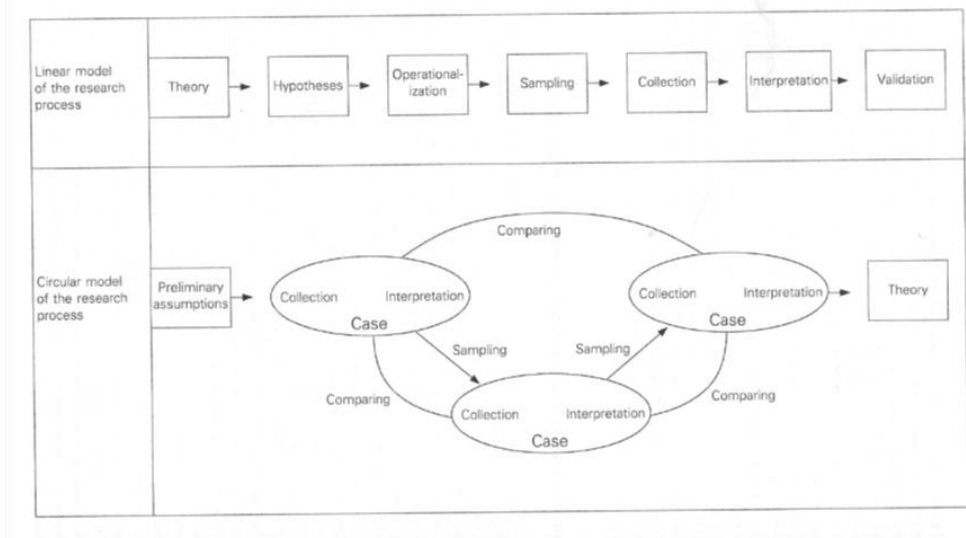 Linear model
of the research
process
Theory
Hypotheses
Operational-
ization
Sampling
Collection
Interpretation
Validation
Circular model
of the research
process
Preliminary
assumptions
Collection
Interpretation
Case
Comparing
Sampling
Comparing
Collection
Interpretation
Case
Sampling
Comparing
Collection
Interpretation
Case
Theory